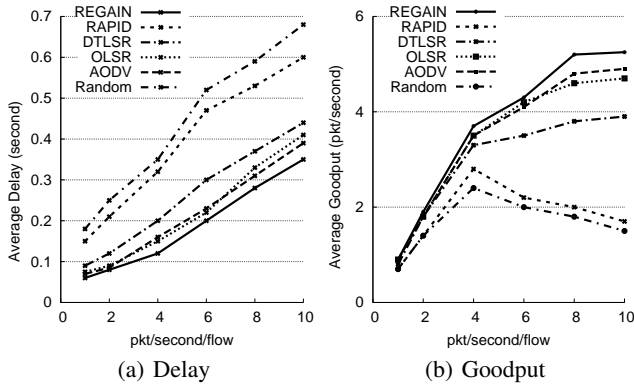 REGAIN
RAPID
DTLSR
OLSR
AODV
Random
Average Delay (second)
0.7
0.6
0.5
0.4
0.3
0.2
0.1
0
0 2 4 6 8 10
pkt/second/flow
(a) Delay
REGAIN
RAPID
DTLSR
OLSR
AODV
Random
Average Goodput (pkt/second)
6
4
2
0
0 2 4 6 8 10
pkt/second/flow
(b) Goodput